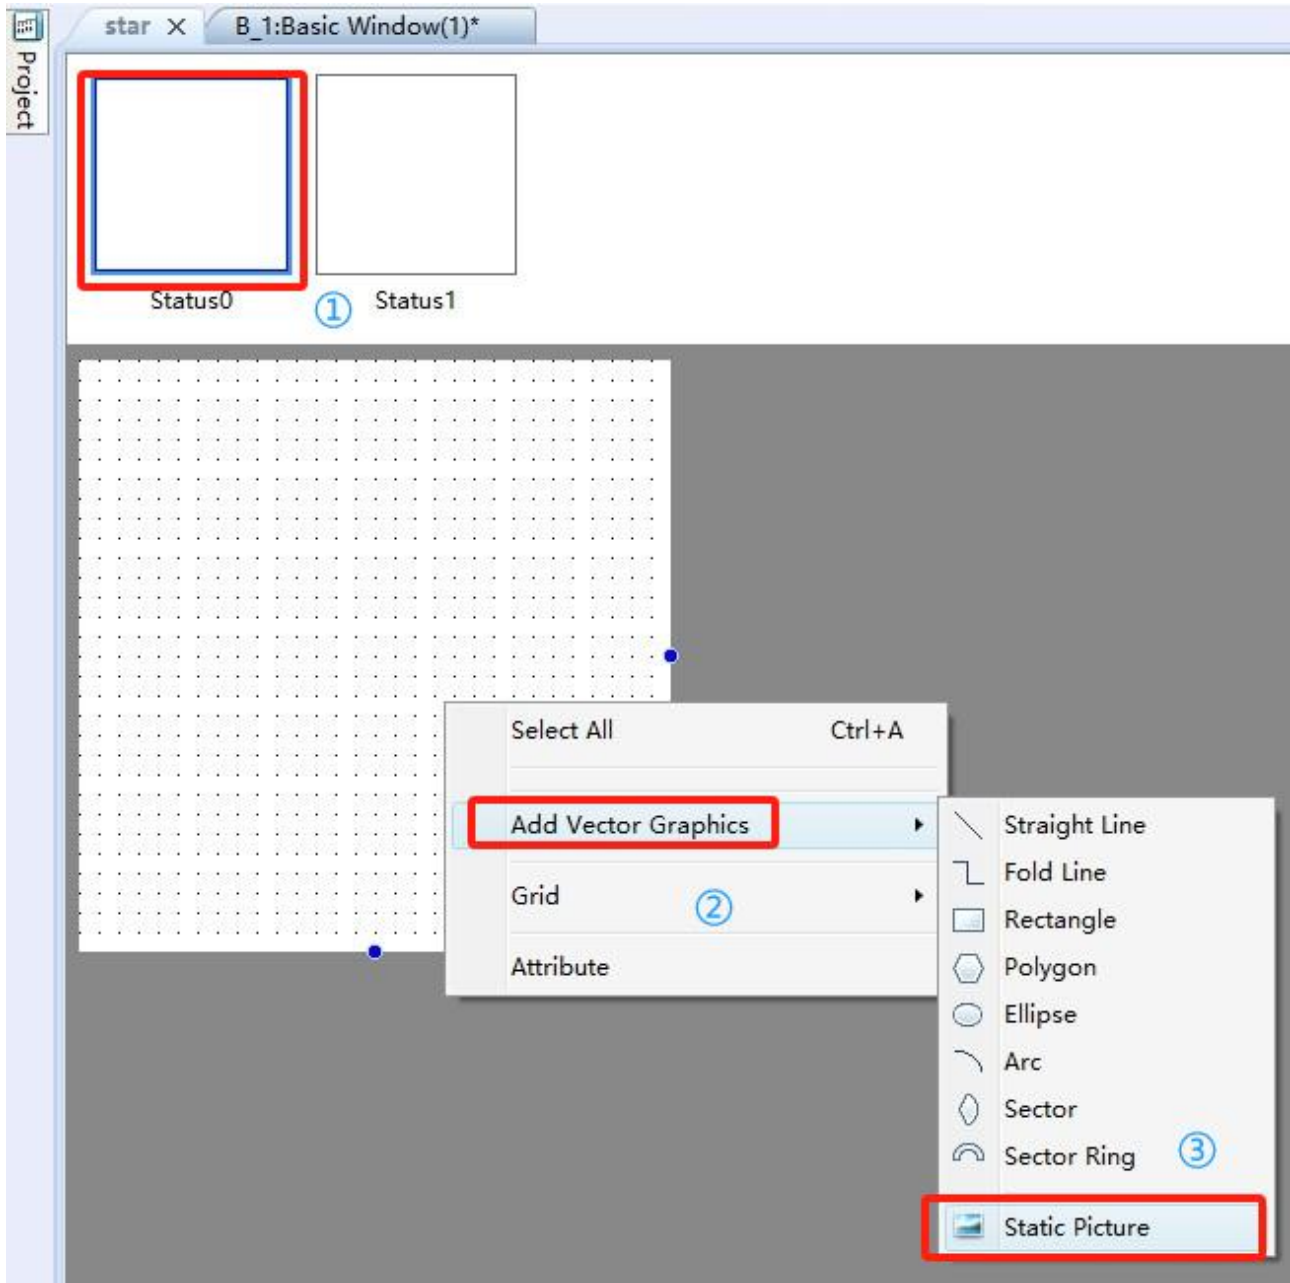 star X B_1:Basic Window(1)*
Project
Status0 ① Status1
Select All Ctrl+A
Add Vector Graphics
Grid ②
Attribute
Straight Line
Fold Line
Rectangle
Polygon
Ellipse
Arc
Sector
Sector Ring ③
Static Picture